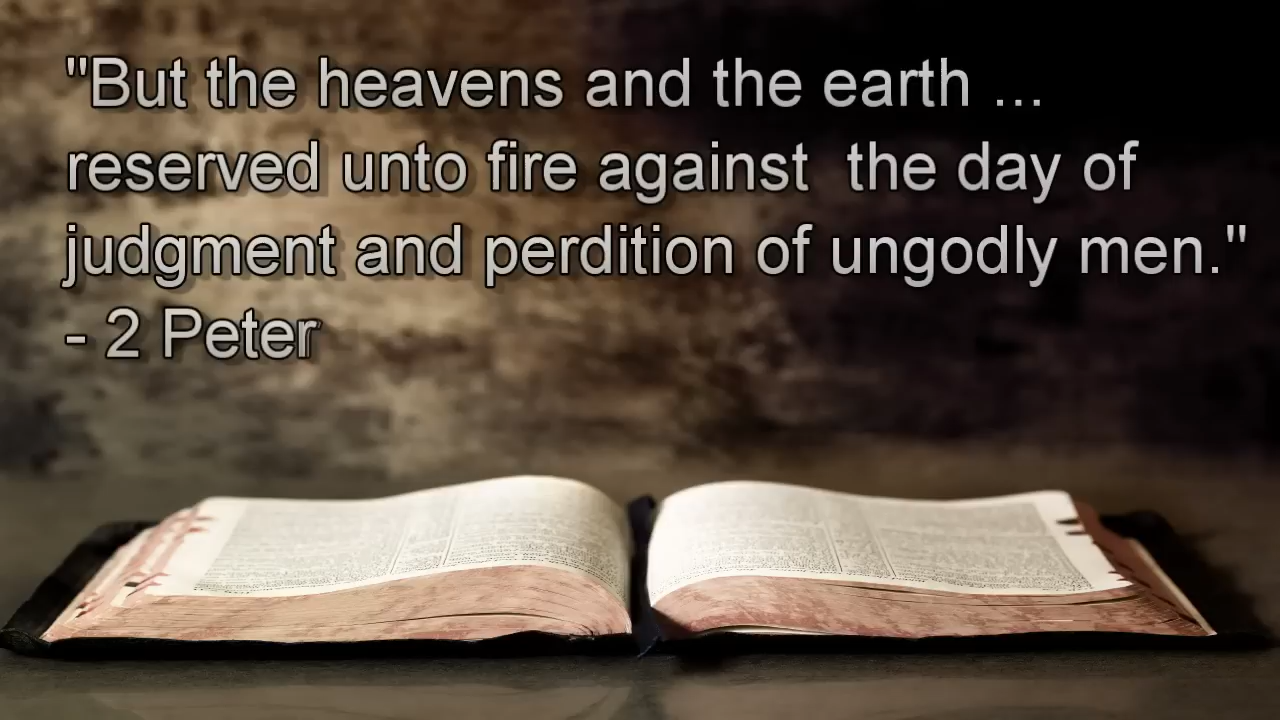 "But the heavens and the earth ...
reserved unto fire against  the day of
judgment and perdition of ungodly men."
- 2 Peter